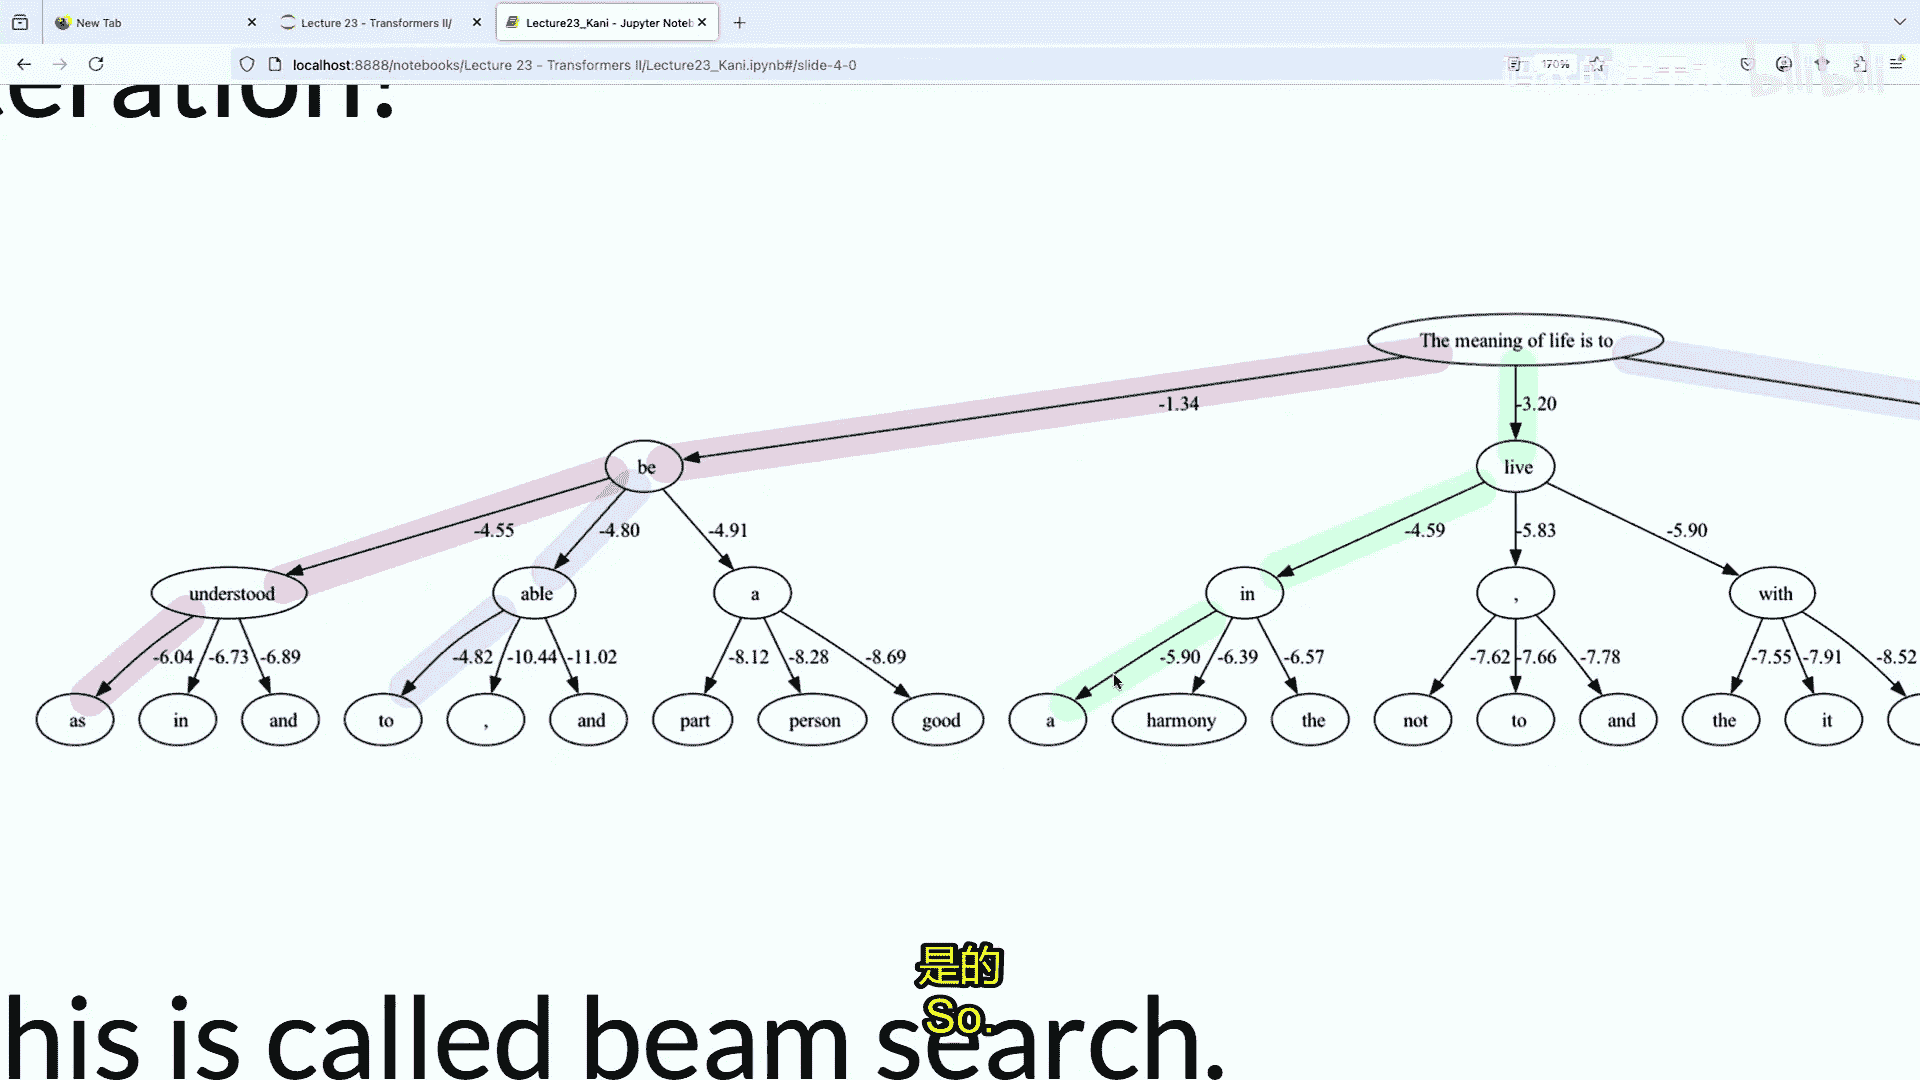 New Tab
Lecture 23 - Transformers II/
Lecture23_Kani - Jupyter Notel
localhost:8888/notebooks/Lecture 23 - Transformers II/Lecture23_Kani.ipynb#/slide-4-0
170%
bilibili
teration!
The meaning of life is to
-1.34
-3.20
be
live
-4.55
-4.80
-4.91
-4.59
-5.83
-5.90
understood
able
a
in
,
with
-6.04
-6.73
-6.89
-4.82
-10.44
-11.02
-8.12
-8.28
-8.69
-5.90
-6.39
-6.57
-7.62
-7.66
-7.78
-7.55
-7.91
-8.52
as
in
and
to
,
and
part
person
good
a
harmony
the
not
to
and
the
it
是的
So.
his is called beam search.